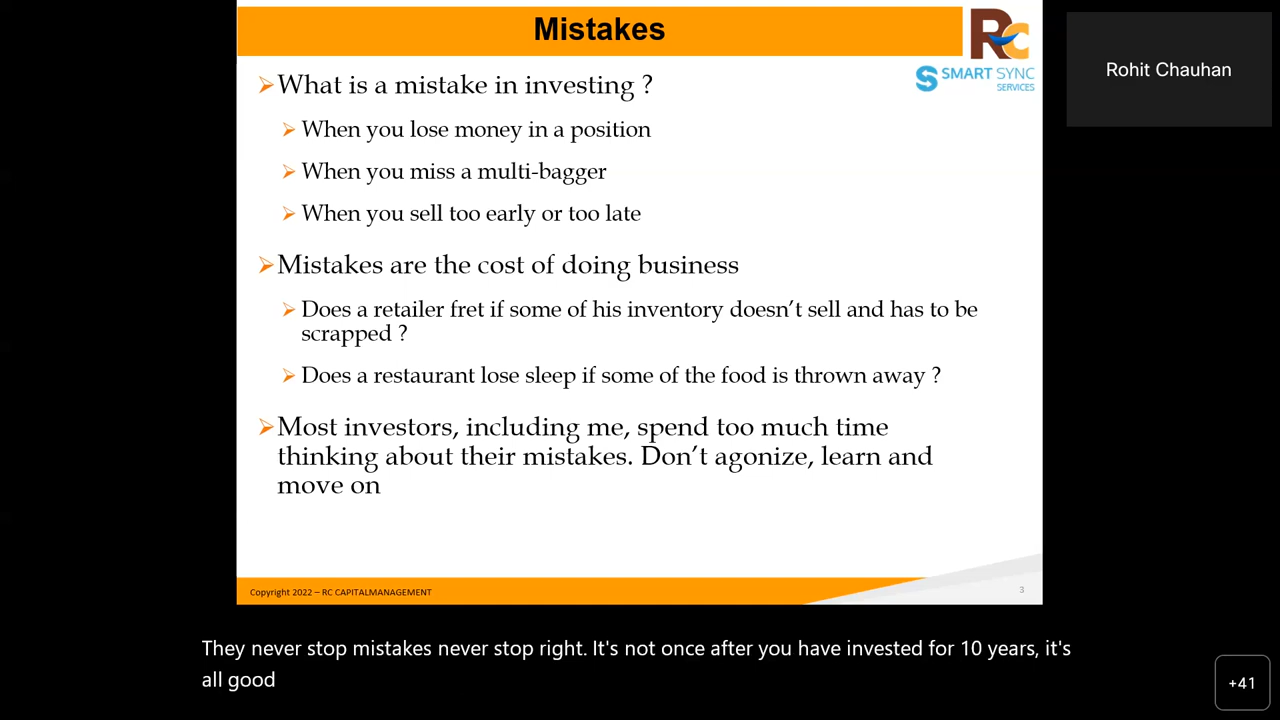 Mistakes
Rc
SMART SYNC
SERVICES
Rohit Chauhan
What is a mistake in investing ?
When you lose money in a position
When you miss a multi-bagger
When you sell too early or too late
Mistakes are the cost of doing business
Does a retailer fret if some of his inventory doesn’t sell and has to be
scrapped ?
Does a restaurant lose sleep if some of the food is thrown away ?
Most investors, including me, spend too much time
thinking about their mistakes. Don’t agonize, learn and
move on
Copyright 2022 – RC CAPITALMANAGEMENT
3
They never stop mistakes never stop right. It's not once after you have invested for 10 years, it's
all good
+41